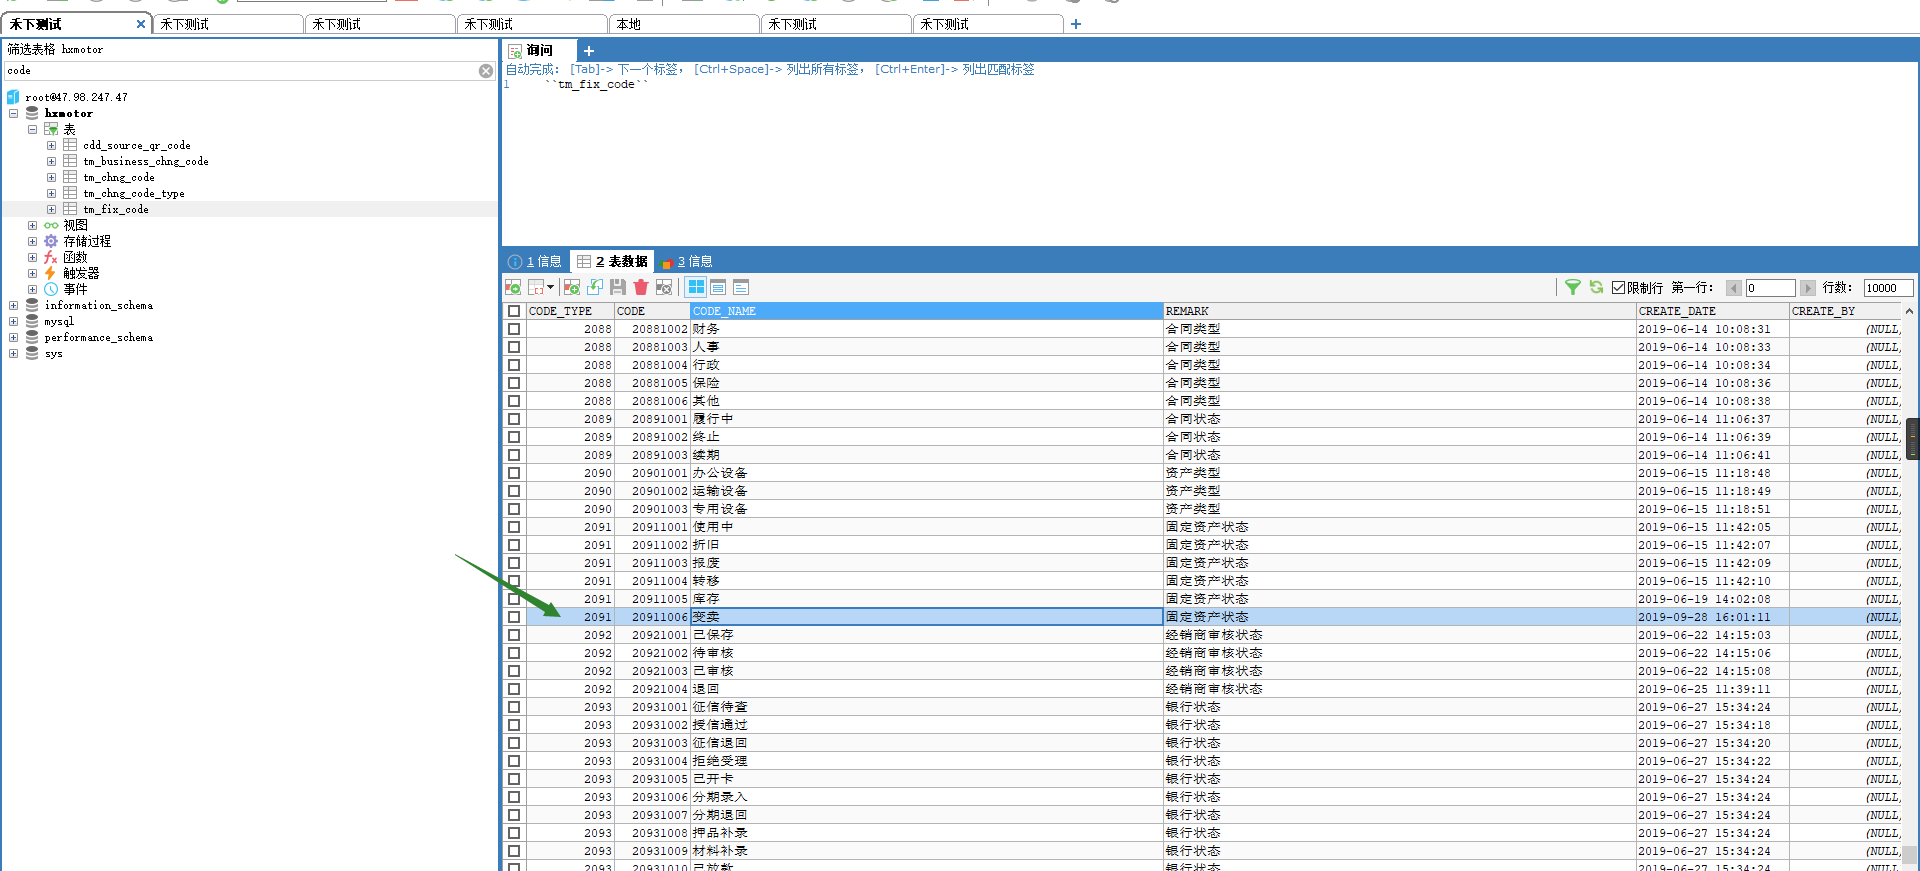 禾下测试 禾下测试 禾下测试 禾下测试 本地 禾下测试 禾下测试
筛选表格 hxmotor
code
root@47.98.247.47
hxmotor
表
cdd_source_qr_code
tm_business_chng_code
tm_chng_code
tm_chng_code_type
tm_fix_code
视图
存储过程
函数
触发器
事件
information_schema
mysql
performance_schema
sys
询问
自动完成: [Tab]-> 下一个标签, [Ctrl+Space]-> 列出所有标签, [Ctrl+Enter]-> 列出匹配标签
1 ``tm_fix_code``
1 信息 2 表数据 3 信息
限制行 第一行: 0 行数: 10000
CODE_TYPE CODE CODE_NAME REMARK CREATE_DATE CREATE_BY
2088 20881002 财务 合同类型 2019-06-14 10:08:31 (NULL)
2088 20881003 人事 合同类型 2019-06-14 10:08:33 (NULL)
2088 20881004 行政 合同类型 2019-06-14 10:08:34 (NULL)
2088 20881005 保险 合同类型 2019-06-14 10:08:36 (NULL)
2088 20881006 其他 合同类型 2019-06-14 10:08:38 (NULL)
2089 20891001 履行中 合同状态 2019-06-14 11:06:37 (NULL)
2089 20891002 终止 合同状态 2019-06-14 11:06:39 (NULL)
2089 20891003 续期 合同状态 2019-06-14 11:06:41 (NULL)
2090 20901001 办公设备 资产类型 2019-06-15 11:18:48 (NULL)
2090 20901002 运输设备 资产类型 2019-06-15 11:18:49 (NULL)
2090 20901003 专用设备 资产类型 2019-06-15 11:18:51 (NULL)
2091 20911001 使用中 固定资产状态 2019-06-15 11:42:05 (NULL)
2091 20911002 折旧 固定资产状态 2019-06-15 11:42:07 (NULL)
2091 20911003 报废 固定资产状态 2019-06-15 11:42:09 (NULL)
2091 20911004 转移 固定资产状态 2019-06-15 11:42:10 (NULL)
2091 20911005 库存 固定资产状态 2019-06-19 14:02:08 (NULL)
2091 20911006 变卖 固定资产状态 2019-09-28 16:01:11 (NULL)
2092 20921001 已保存 经销商审核状态 2019-06-22 14:15:03 (NULL)
2092 20921002 待审核 经销商审核状态 2019-06-22 14:15:06 (NULL)
2092 20921003 已审核 经销商审核状态 2019-06-22 14:15:08 (NULL)
2092 20921004 退回 经销商审核状态 2019-06-25 11:39:11 (NULL)
2093 20931001 征信待查 银行状态 2019-06-27 15:34:24 (NULL)
2093 20931002 授信通过 银行状态 2019-06-27 15:34:18 (NULL)
2093 20931003 征信退回 银行状态 2019-06-27 15:34:20 (NULL)
2093 20931004 拒绝受理 银行状态 2019-06-27 15:34:22 (NULL)
2093 20931005 已开卡 银行状态 2019-06-27 15:34:24 (NULL)
2093 20931006 分期录入 银行状态 2019-06-27 15:34:24 (NULL)
2093 20931007 分期退回 银行状态 2019-06-27 15:34:24 (NULL)
2093 20931008 押品补录 银行状态 2019-06-27 15:34:24 (NULL)
2093 20931009 材料补录 银行状态 2019-06-27 15:34:24 (NULL)
2093 20931010 已放款 银行状态 2019-06-27 15:34:24 (NULL)